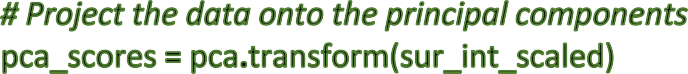 # Project the data onto the principal components
pca_scores = pca.transform(sur_int_scaled)